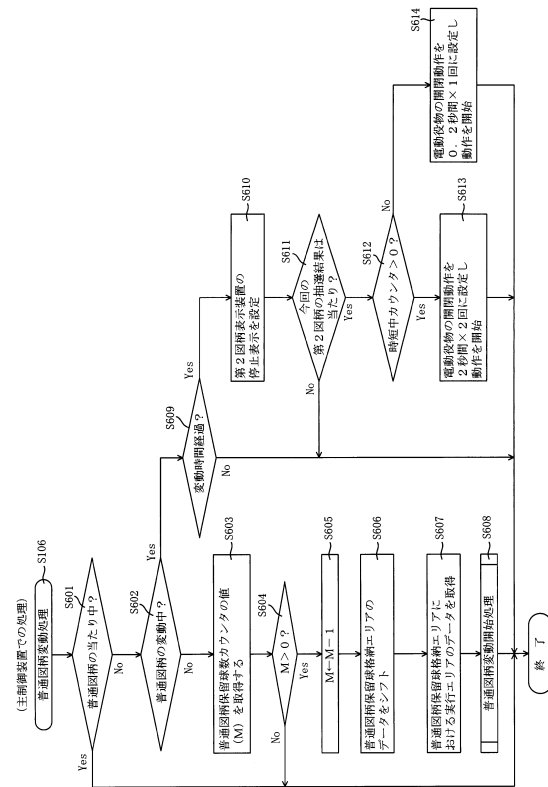 (主制御装置での処理)
普通図柄変動処理
S106
普通図柄の当たり中?
S601
Yes
No
普通図柄の変動中?
S602
Yes
No
普通図柄保留球数カウンタの値
(M)を取得する
S603
M>0?
S604
No
Yes
M←M-1
S605
普通図柄保留球格納エリアの
データをシフト
S606
普通図柄保留球格納エリアに
おける実行エリアのデータを取得
S607
普通図柄変動開始処理
S608
変動時間経過?
S609
Yes
No
第2図柄表示装置の
停止表示を設定
S610
今回の
第2図柄の抽選結果は
当たり?
S611
No
Yes
時短中カウンタ>0?
S612
No
Yes
電動役物の開閉動作を
2秒間×2回に設定し
動作を開始
S613
電動役物の開閉動作を
0.2秒間×1回に設定し
動作を開始
S614
終 了